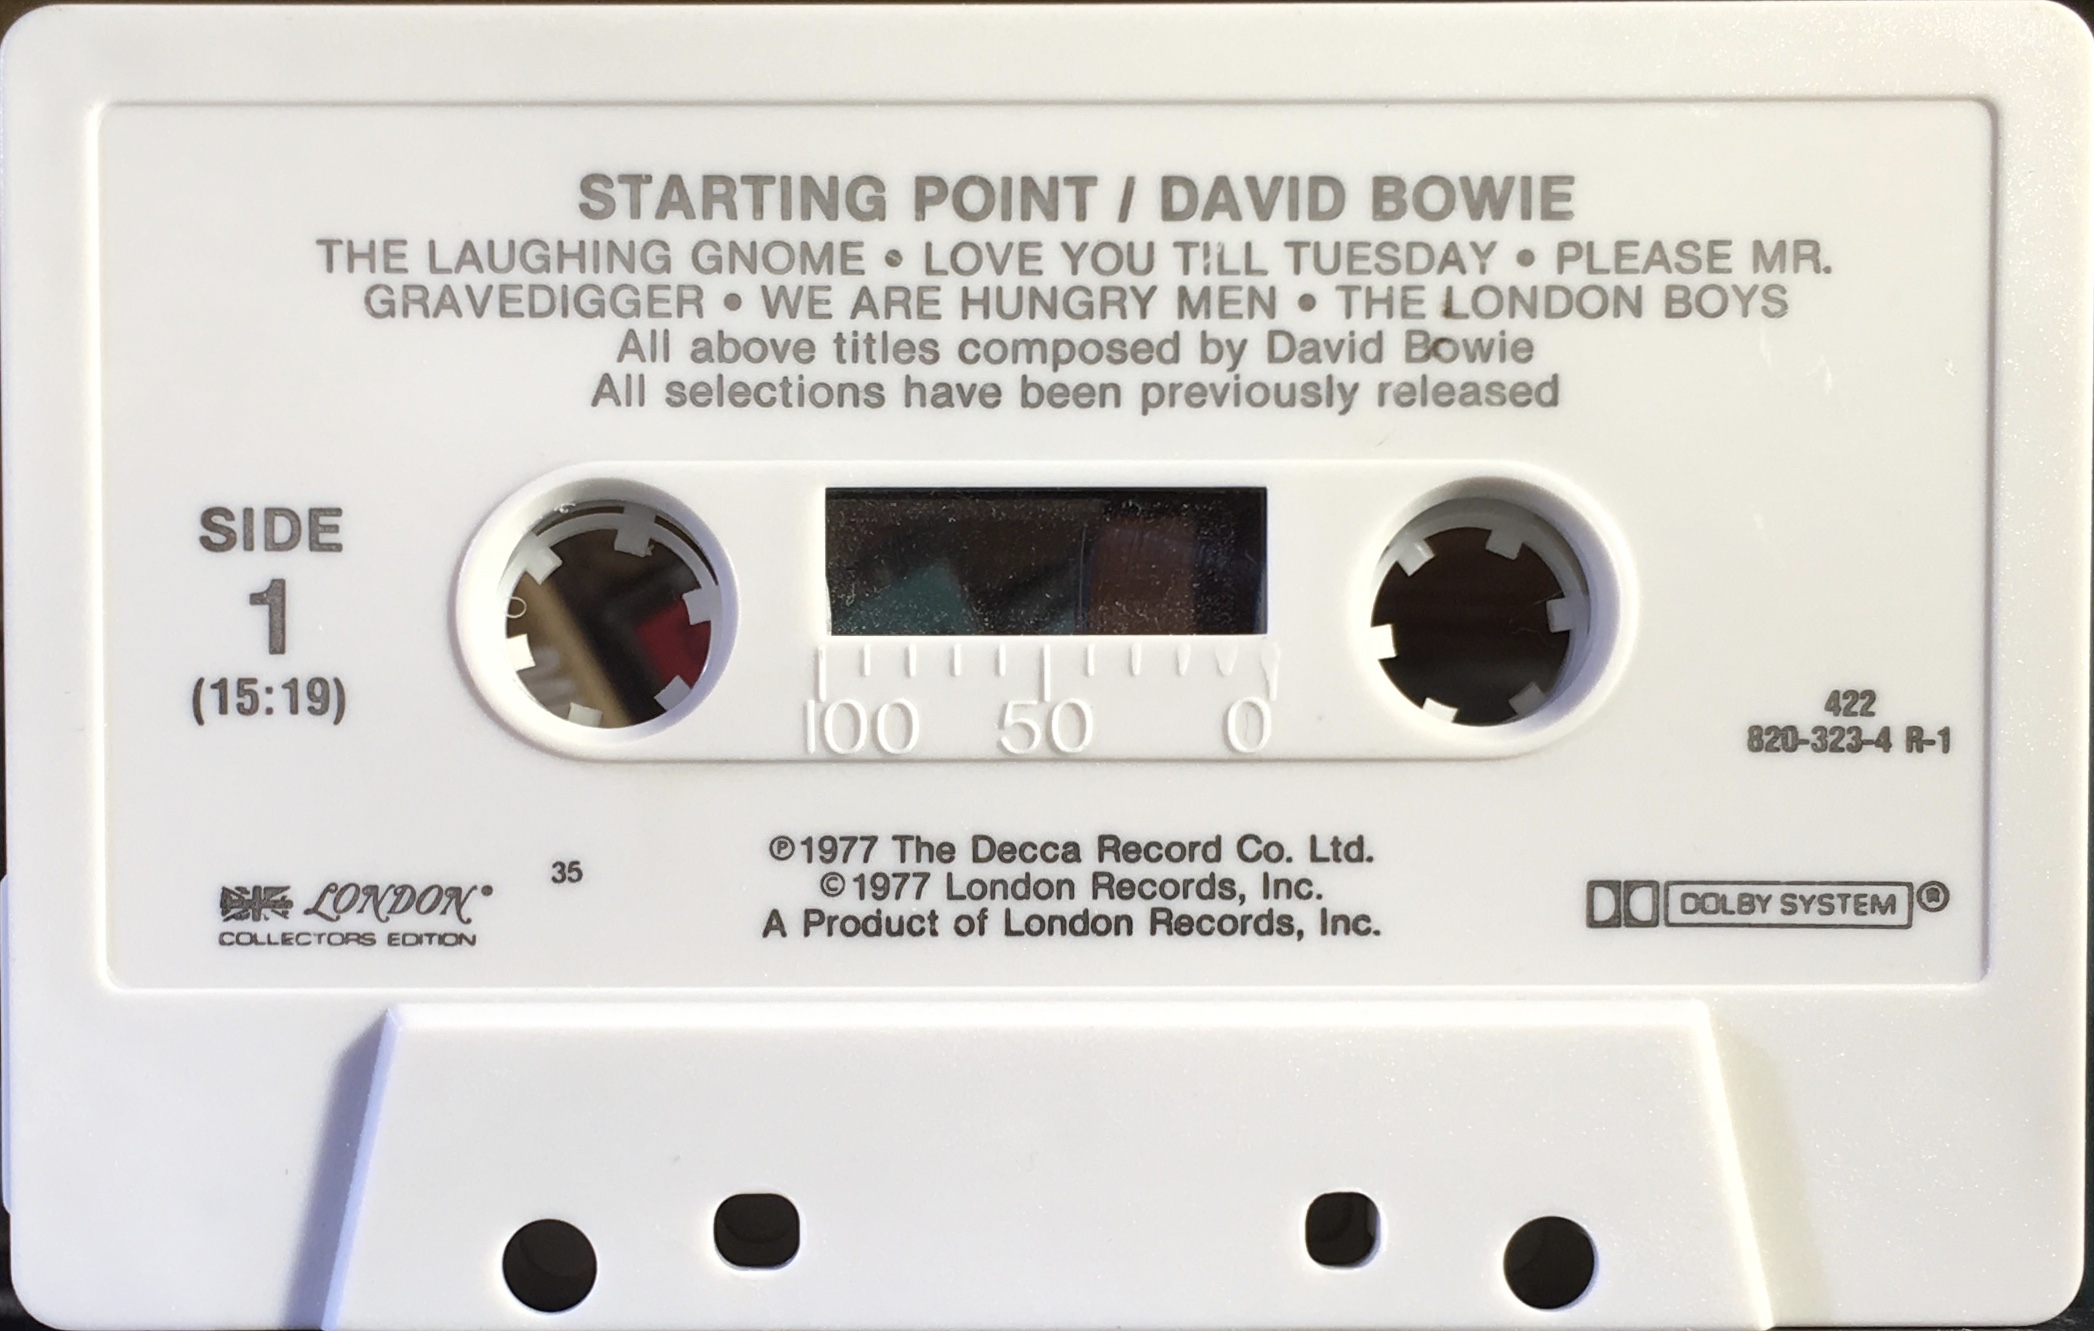 STARTING POINT / DAVID BOWIE
THE LAUGHING GNOME • LOVE YOU TILL TUESDAY • PLEASE MR.
GRAVEDIGGER • WE ARE HUNGRY MEN • THE LONDON BOYS
All above titles composed by David Bowie
All selections have been previously released
SIDE
1
(15:19)
100 50 0
422
820-323-4 R-1
35
℗1977 The Decca Record Co. Ltd.
©1977 London Records, Inc.
A Product of London Records, Inc.
LONDON
COLLECTORS EDITION
DOLBY SYSTEM®